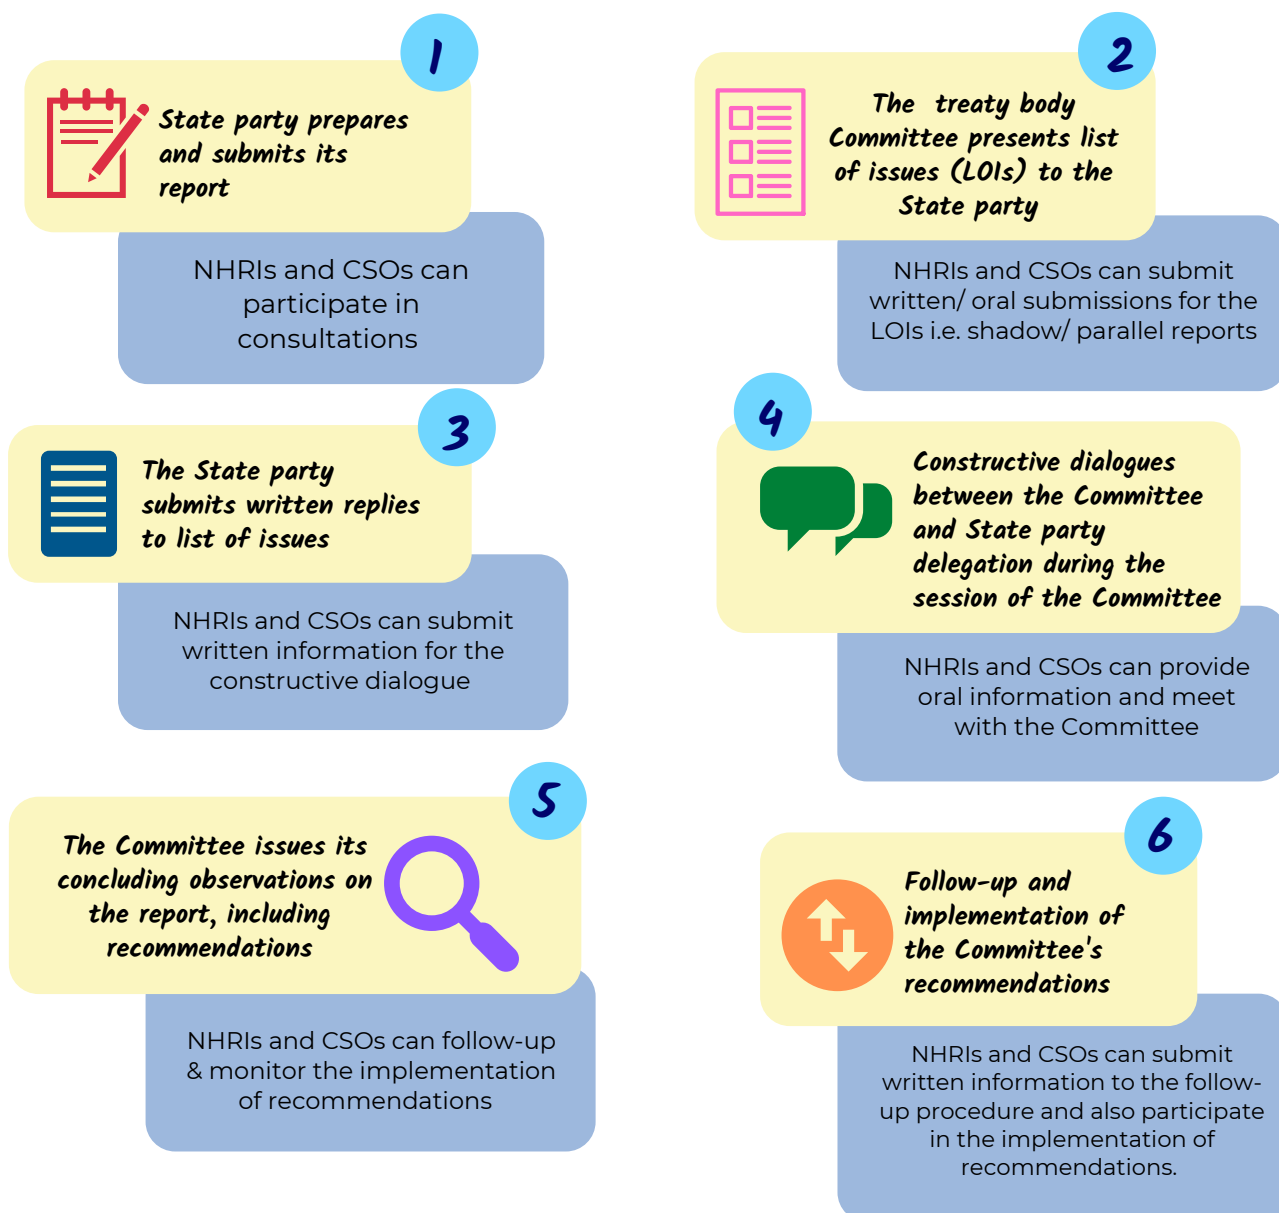 1
State party prepares
and submits its
report
NHRIs and CSOs can
participate in
consultations
2
The treaty body
Committee presents list
of issues (LOIs) to the
State party
NHRIs and CSOs can submit
written/ oral submissions for the
LOIs i.e. shadow/ parallel reports
3
The State party
submits written replies
to list of issues
NHRIs and CSOs can submit
written information for the
constructive dialogue
4
Constructive dialogues
between the Committee
and State party
delegation during the
session of the Committee
NHRIs and CSOs can provide
oral information and meet
with the Committee
5
The Committee issues its
concluding observations on
the report, including
recommendations
NHRIs and CSOs can follow-up
& monitor the implementation
of recommendations
6
Follow-up and
implementation of
the Committee's
recommendations
NHRIs and CSOs can submit
written information to the follow-
up procedure and also participate
in the implementation of
recommendations.